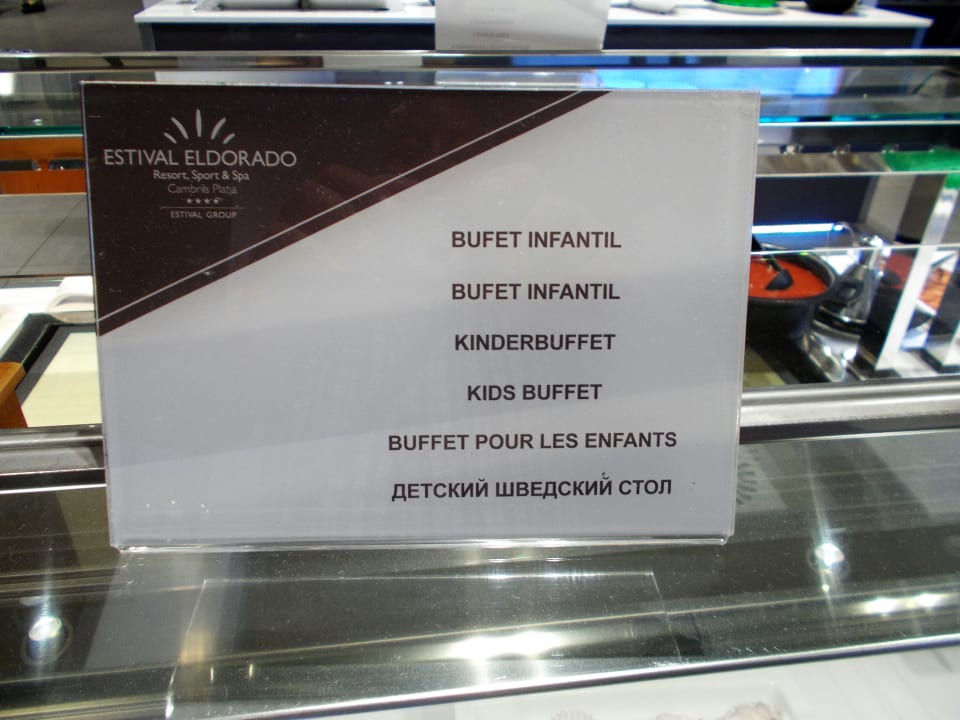 ESTIVAL ELDORADO
Resort, Sport & Spa
Cambrils Platja
★★★★
ESTIVAL GROUP
BUFET INFANTIL
BUFET INFANTIL
KINDERBUFFET
KIDS BUFFET
BUFFET POUR LES ENFANTS
ДЕТСКИЙ ШВЕДСКИЙ СТОЛ